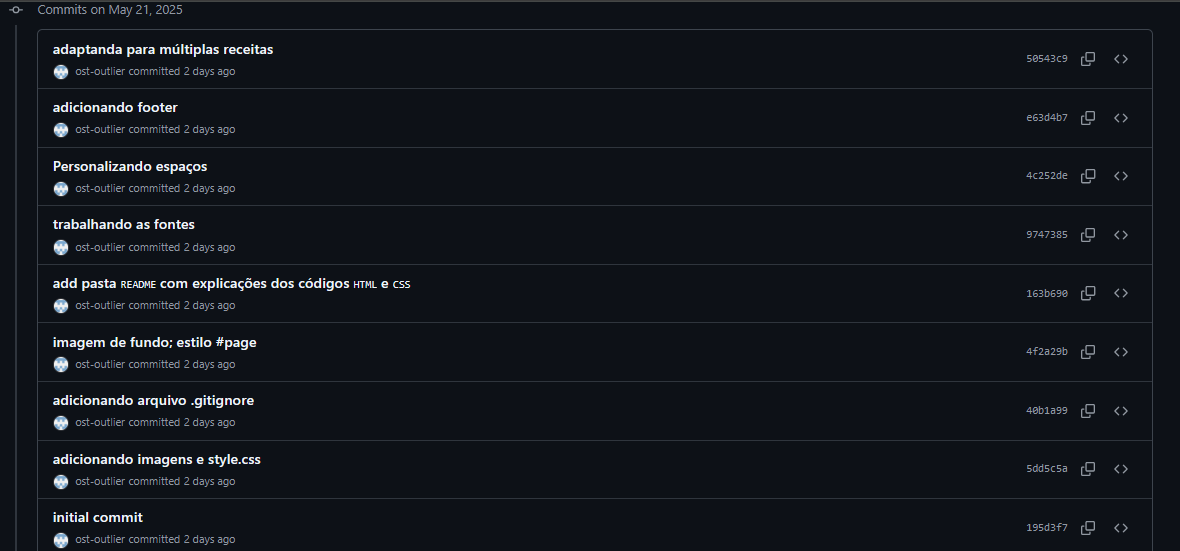 Commits on May 21, 2025
adaptanda para múltiplas receitas
ost-outlier committed 2 days ago
50543c9
adicionando footer
ost-outlier committed 2 days ago
e63d4b7
Personalizando espaços
ost-outlier committed 2 days ago
4c252de
trabalhando as fontes
ost-outlier committed 2 days ago
9747385
add pasta README com explicações dos códigos HTML e CSS
ost-outlier committed 2 days ago
163b690
imagem de fundo; estilo #page
ost-outlier committed 2 days ago
4f2a29b
adicionando arquivo .gitignore
ost-outlier committed 2 days ago
40b1a99
adicionando imagens e style.css
ost-outlier committed 2 days ago
5dd5c5a
initial commit
ost-outlier committed 2 days ago
195d3f7